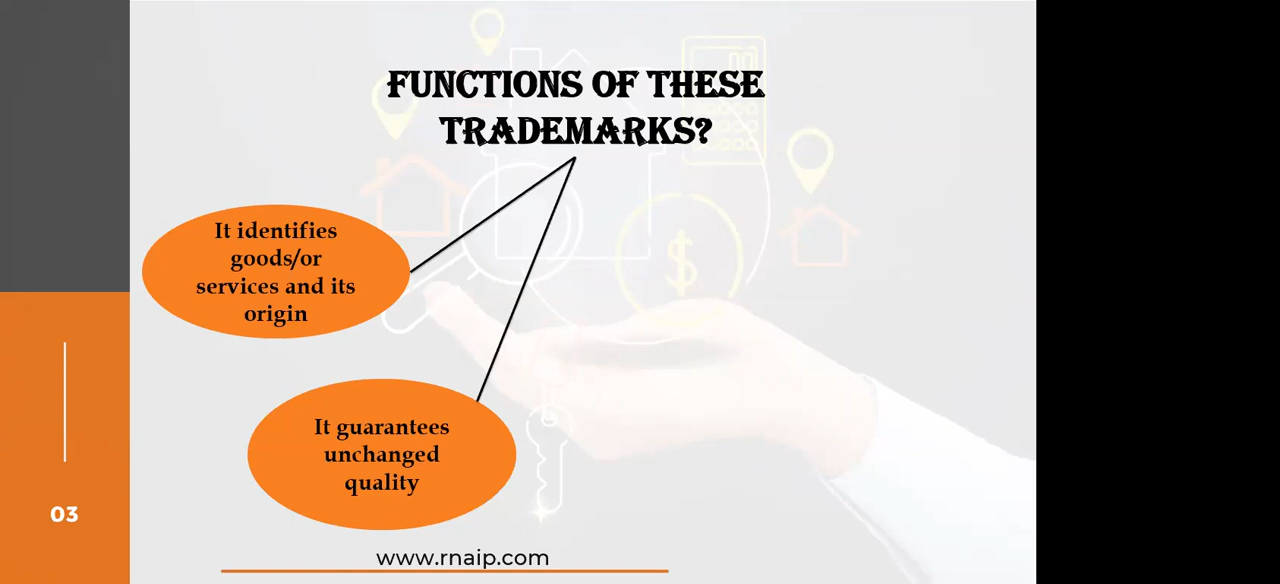 FUNCTIONS OF THESE
TRADEMARKS?
It identifies
goods/or
services and its
origin
It guarantees
unchanged
quality
03
www.rnaip.com